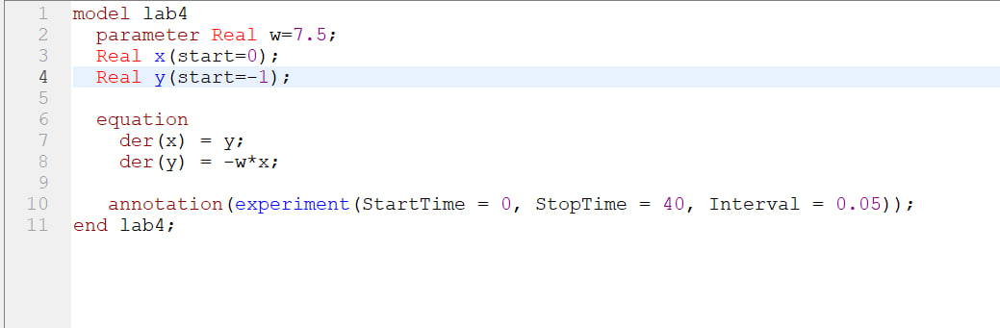 1 model lab4
2 parameter Real w=7.5;
3 Real x(start=0);
4 Real y(start=-1);
5
6 equation
7 der(x) = y;
8 der(y) = -w*x;
9
10 annotation(experiment(StartTime = 0, StopTime = 40, Interval = 0.05));
11 end lab4;